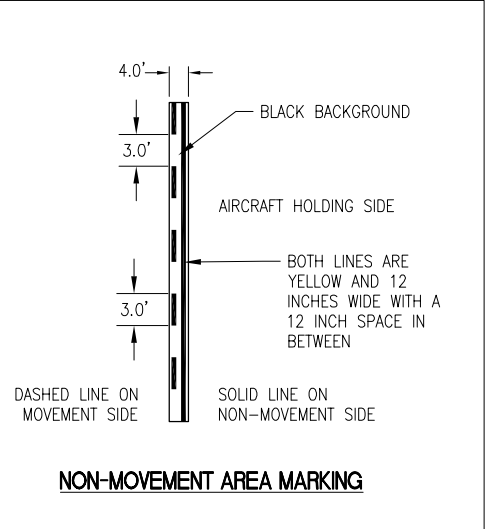 4.0'
BLACK BACKGROUND
3.0'
AIRCRAFT HOLDING SIDE
BOTH LINES ARE
YELLOW AND 12
INCHES WIDE WITH A
12 INCH SPACE IN
BETWEEN
3.0'
DASHED LINE ON
MOVEMENT SIDE
SOLID LINE ON
NON-MOVEMENT SIDE
NON-MOVEMENT AREA MARKING